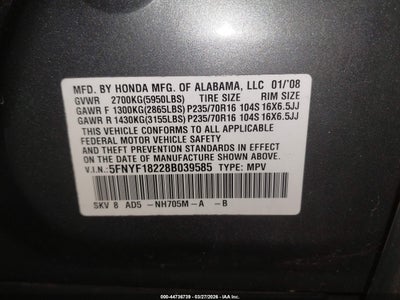 MFD. BY HONDA MFG. OF ALABAMA, LLC 01/'08
GVWR 2700KG(5950LBS) TIRE SIZE RIM SIZE
GAWR F 1300KG(2865LBS) P235/70R16 104S 16X6.5JJ
GAWR R 1430KG(3155LBS) P235/70R16 104S 16X6.5JJ
THIS VEHICLE CONFORMS TO ALL APPLICABLE
FEDERAL MOTOR VEHICLE SAFETY
AND THEFT PREVENTION STANDARDS IN
EFFECT ON THE DATE OF MANUFACTURE
SHOWN ABOVE.
V.I.N.: 5FNYF18228B039585 TYPE: MPV
SKV 8 AD5 -NH705M-A -B
000-44736739 - 03/27/2026 - IAA HOLDINGS, LLC